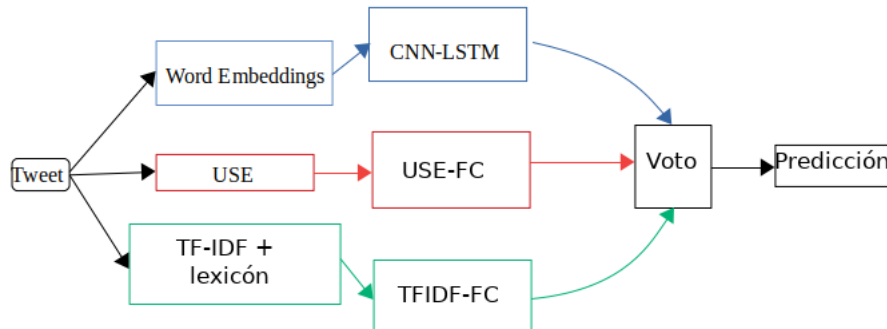 Tweet
Word Embeddings
CNN-LSTM
USE
USE-FC
TF-IDF +
lexicón
TFIDF-FC
Voto
Predicción